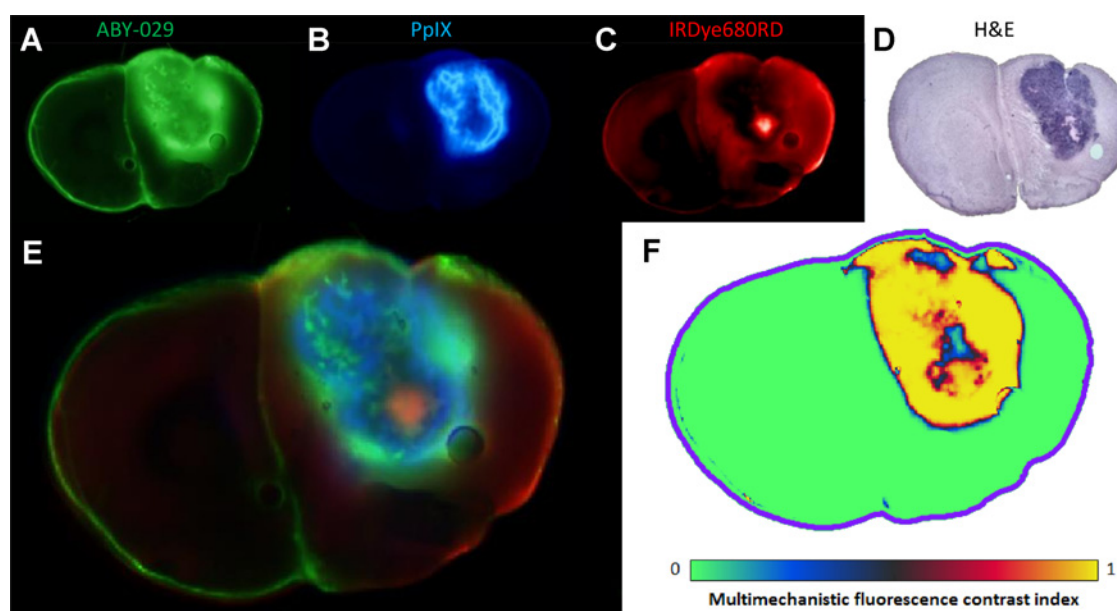 A ABY-029
B PpIX
C IRDye680RD
D H&E
E
F
0 1
Multimechanistic fluorescence contrast index